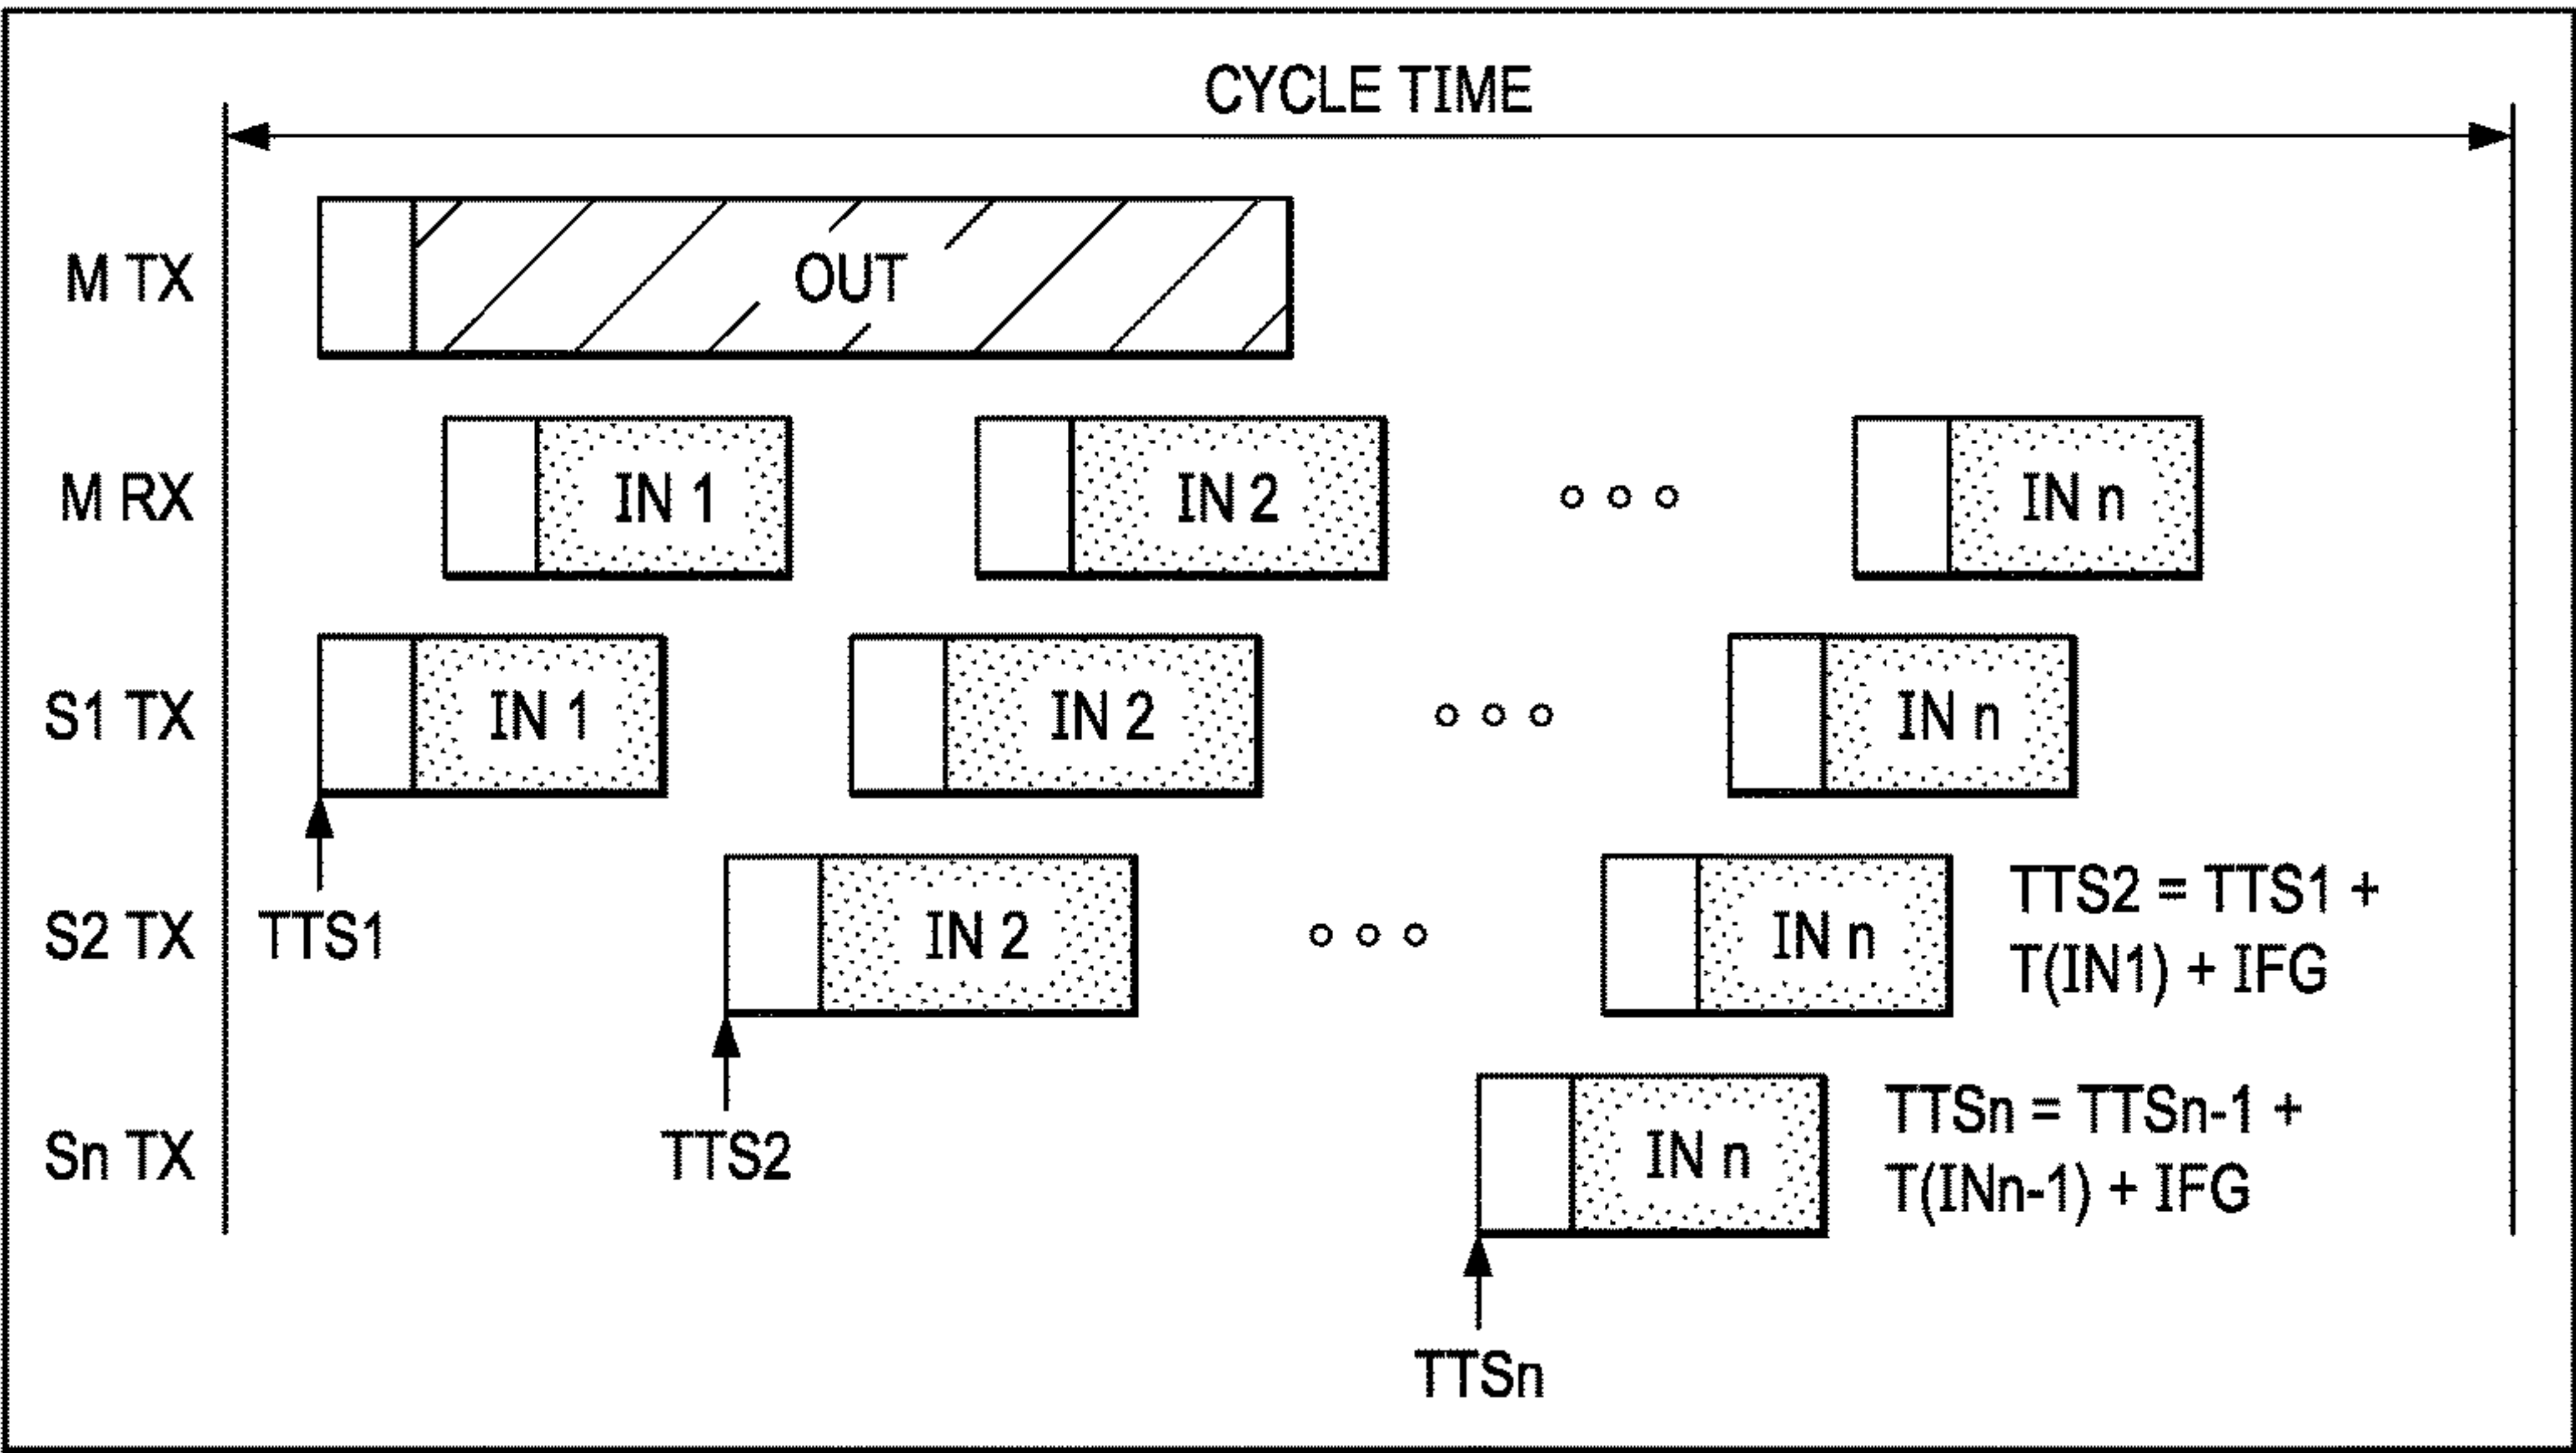 CYCLE TIME
M TX
OUT
M RX
IN 1
IN 2
IN n
S1 TX
IN 1
IN 2
IN n
TTS1
S2 TX
IN 2
IN n
TTS2 = TTS1 +
T(IN1) + IFG
TTS2
Sn TX
IN n
TTSn = TTSn-1 +
T(INn-1) + IFG
TTSn